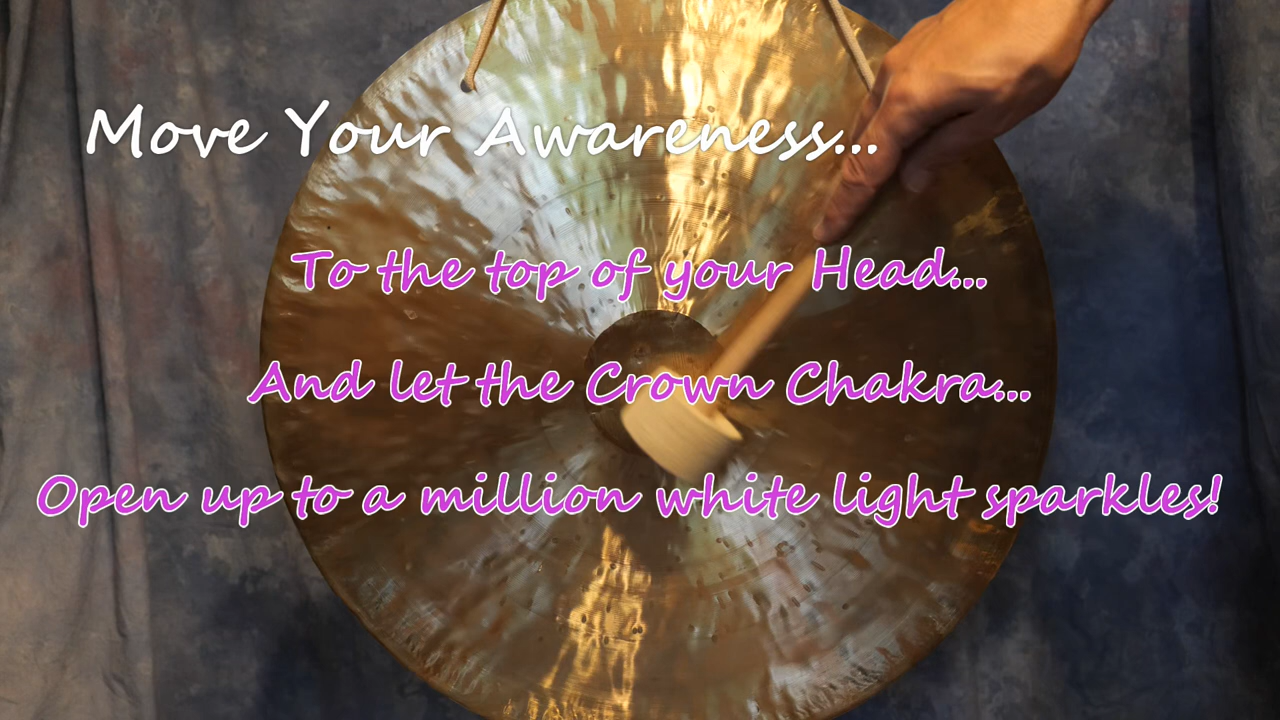 Move Your Awareness...
To the top of your Head...
And let the Crown Chakra...
Open up to a million white light sparkles!